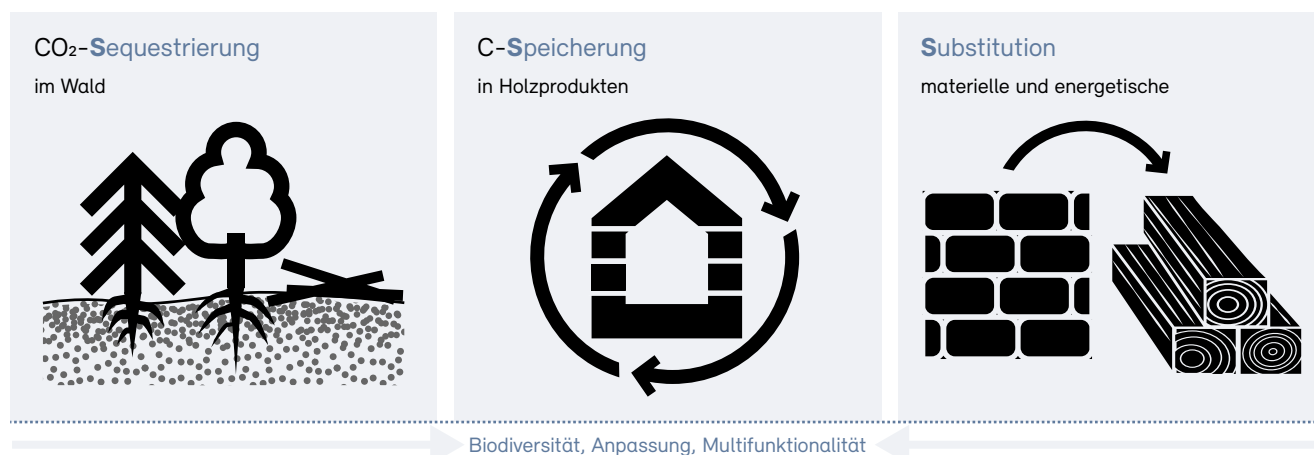 CO₂-Sequestrierung
im Wald
C-Speicherung
in Holzprodukten
Substitution
materielle und energetische
Biodiversität, Anpassung, Multifunktionalität